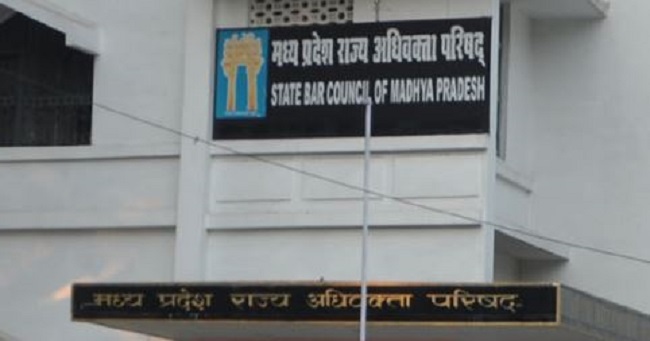 मध्य प्रदेश राज्य अधिवक्ता परिषद्
STATE BAR COUNCIL OF MADHYA PRADESH
मध्य प्रदेश राज्य अधिवक्ता परिषद